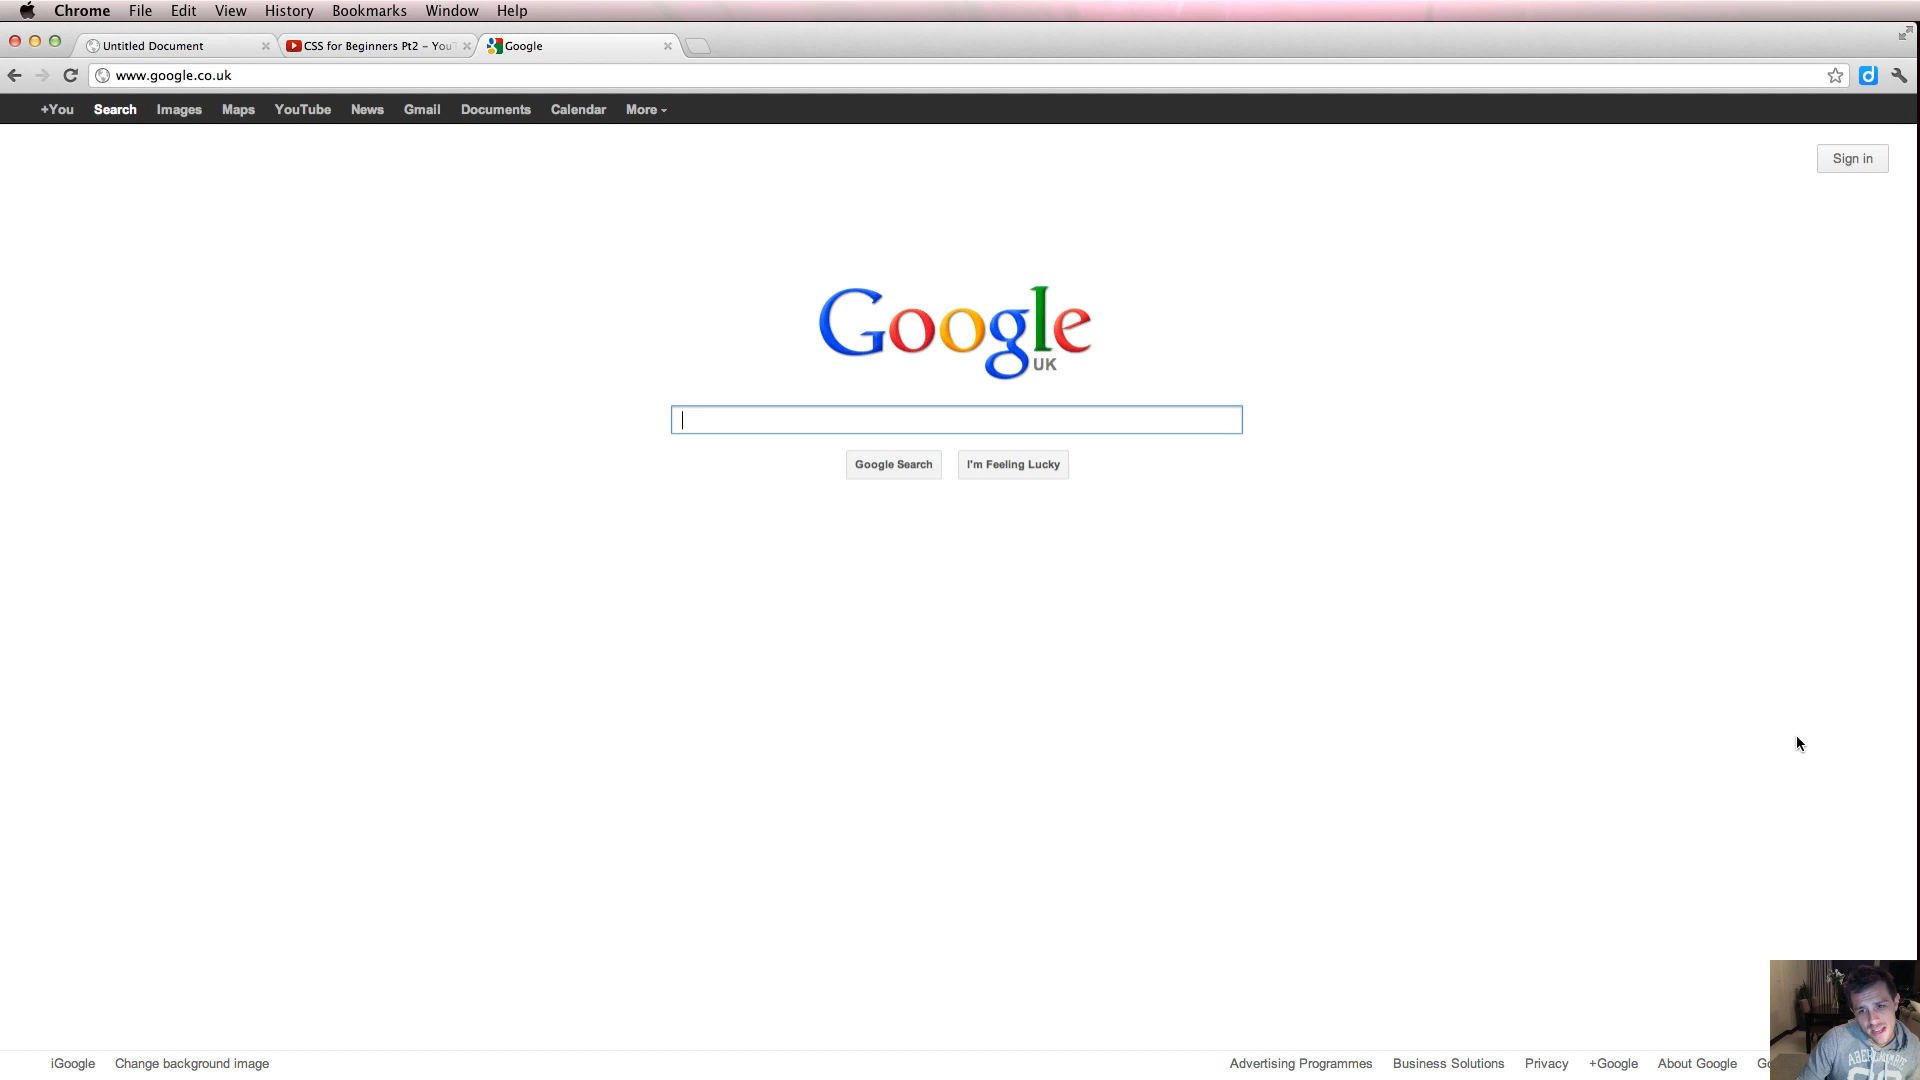 Chrome File Edit View History Bookmarks Window Help
Untitled Document CSS for Beginners Pt2 – YouT Google
www.google.co.uk
+You Search Images Maps YouTube News Gmail Documents Calendar More
Sign in
Google
UK
Google Search I'm Feeling Lucky
iGoogle Change background image Advertising Programmes Business Solutions Privacy +Google About Google